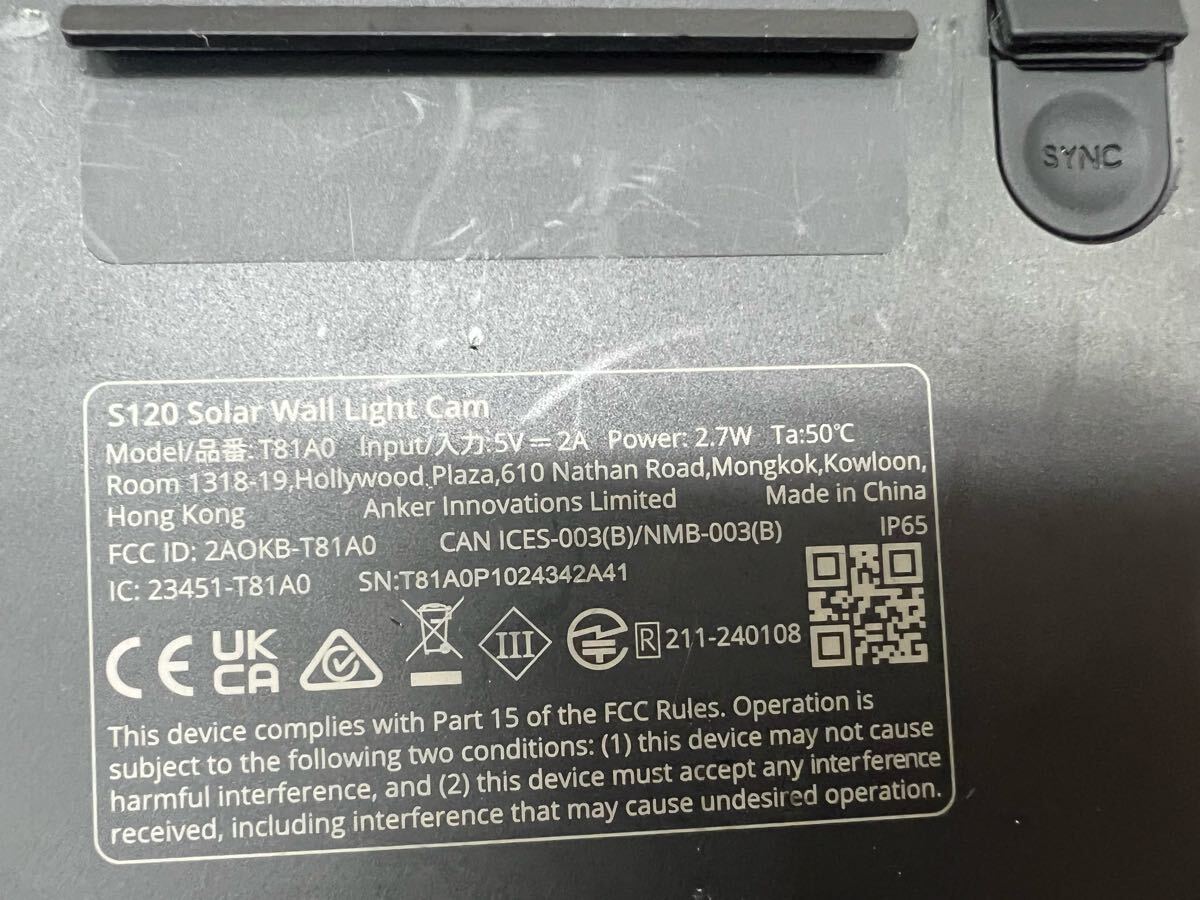 SYNC
S120 Solar Wall Light Cam
Model/品番:T81A0 Input/入力:5V⎓2A Power: 2.7W Ta:50℃
Room 1318-19,Hollywood Plaza,610 Nathan Road,Mongkok,Kowloon,
Hong Kong Anker Innovations Limited Made in China
FCC ID: 2AOKB-T81A0 CAN ICES-003(B)/NMB-003(B) IP65
IC: 23451-T81A0 SN:T81A0P1024342A41
CE UK CA III R 211-240108
This device complies with Part 15 of the FCC Rules. Operation is
subject to the following two conditions: (1) this device may not cause
harmful interference, and (2) this device must accept any interference
received, including interference that may cause undesired operation.